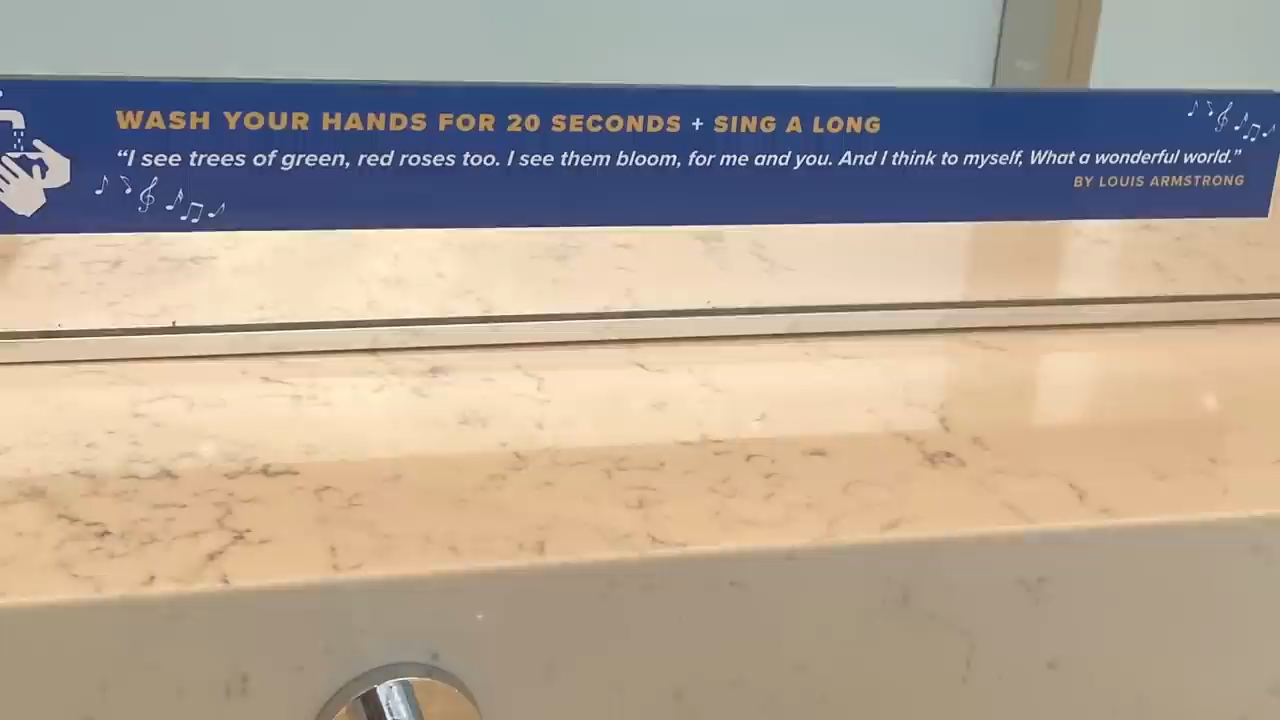 WASH YOUR HANDS FOR 20 SECONDS + SING A LONG
“I see trees of green, red roses too. I see them bloom, for me and you. And I think to myself, What a wonderful world.”
BY LOUIS ARMSTRONG